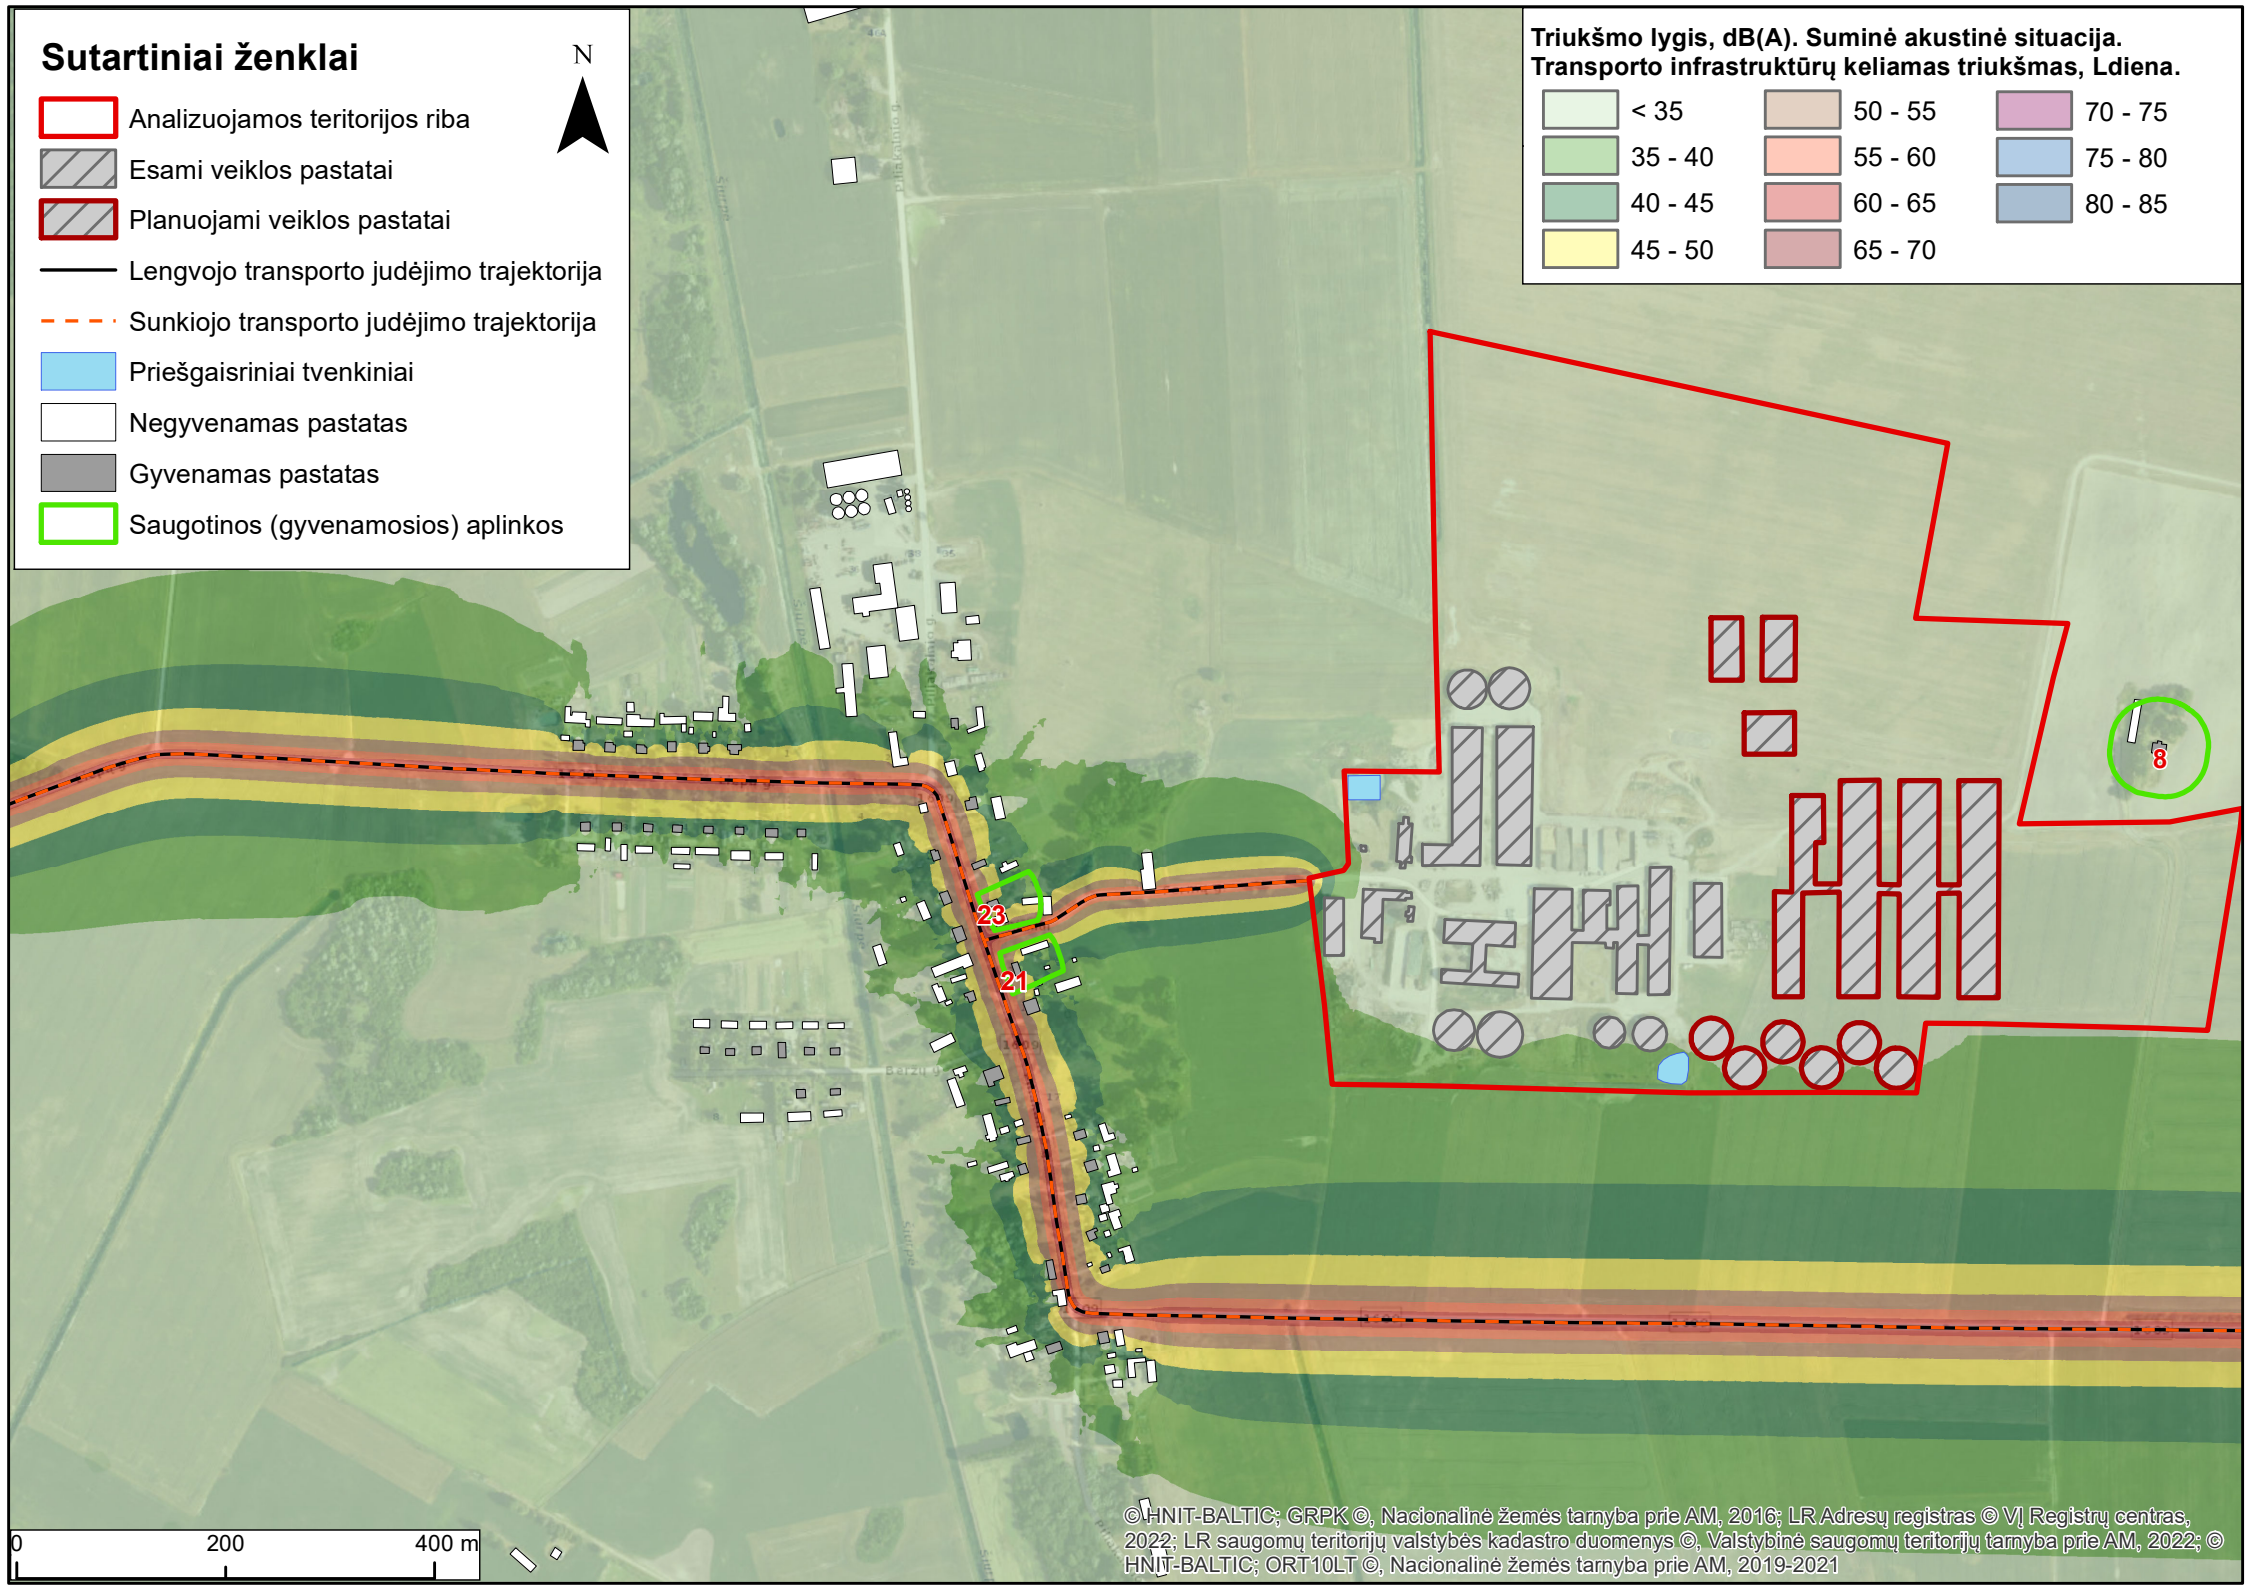 Sutartiniai ženklai
N
Analizuojamos teritorijos riba
Esami veiklos pastatai
Planuojami veiklos pastatai
Lengvojo transporto judėjimo trajektorija
Sunkiojo transporto judėjimo trajektorija
Priešgaisriniai tvenkiniai
Negyvenamas pastatas
Gyvenamas pastatas
Saugotinos (gyvenamosios) aplinkos
Triukšmo lygis, dB(A). Suminė akustinė situacija.
Transporto infrastruktūrų keliamas triukšmas, Ldiena.
< 35
35 - 40
40 - 45
45 - 50
50 - 55
55 - 60
60 - 65
65 - 70
70 - 75
75 - 80
80 - 85
8
23
21
1609
17
0 200 400 m
© HNIT-BALTIC; GRPK ©, Nacionalinė žemės tarnyba prie AM, 2016; LR Adresų registras © VĮ Registrų centras,
2022; LR saugomų teritorijų valstybės kadastro duomenys ©, Valstybinė saugomų teritorijų tarnyba prie AM, 2022; ©
HNIT-BALTIC; ORT10LT ©, Nacionalinė žemės tarnyba prie AM, 2019-2021